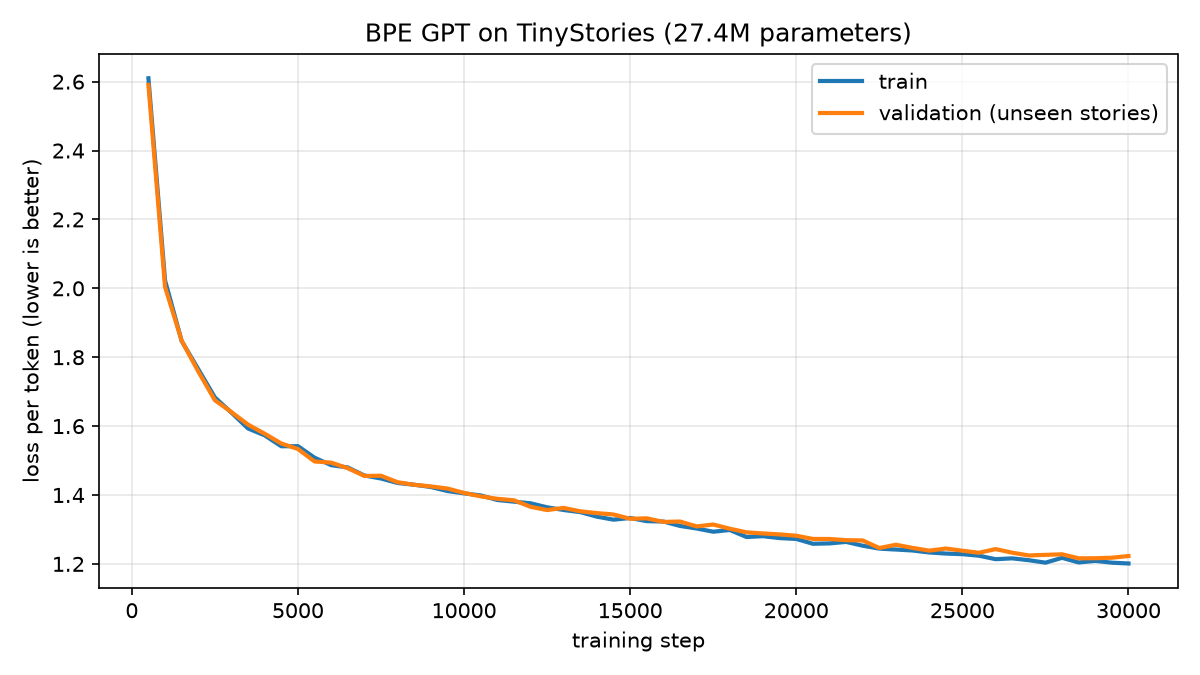 BPE GPT on TinyStories (27.4M parameters)
train
validation (unseen stories)
loss per token (lower is better)
2.6
2.4
2.2
2.0
1.8
1.6
1.4
1.2
0 5000 10000 15000 20000 25000 30000
training step